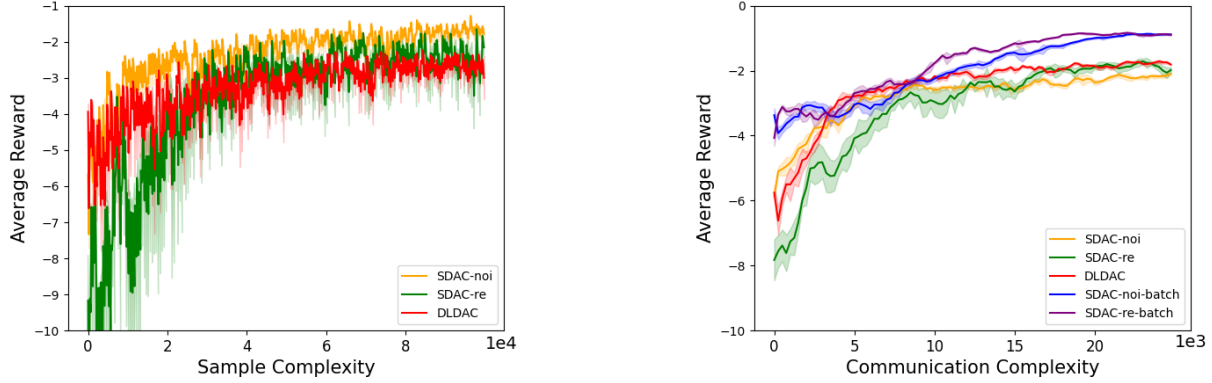 −1
−2
−3
−4
−5
−6
−7
−8
−9
−10
Average Reward
0
2
4
6
8
1e4
Sample Complexity
SDAC-noi
SDAC-re
DLDAC
0
−2
−4
−6
−8
−10
Average Reward
0
5
10
15
20
1e3
Communication Complexity
SDAC-noi
SDAC-re
DLDAC
SDAC-noi-batch
SDAC-re-batch